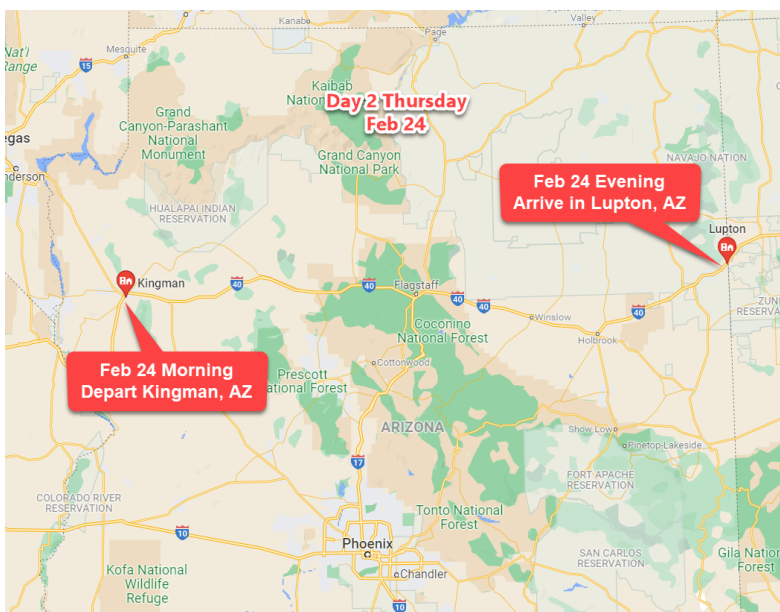 Kanab
Page
Valley
Nat'l
Range
Mesquite
15
Kaibab
National
Day 2 Thursday
Feb 24
Grand
Canyon-Parashant
National
Monument
egas
enderson
Grand Canyon
National Park
NAVAJO NATION
Feb 24 Evening
Arrive in Lupton, AZ
HUALAPAI INDIAN
RESERVATION
Lupton
Kingman
40
40
Flagstaff
40
40
ZUNI
RESERVA
Winslow
Holbrook
Coconino
National Forest
Feb 24 Morning
Depart Kingman, AZ
Cottonwood
Prescott
National Forest
ARIZONA
Show Low
Pinetop-Lakeside
17
FORT APACHE
RESERVATION
COLORADO RIVER
RESERVATION
Tonto National
Forest
10
Phoenix
Chandler
SAN CARLOS
RESERVATION
Gila Natio
Forest
Kofa National
Wildlife
Refuge
10